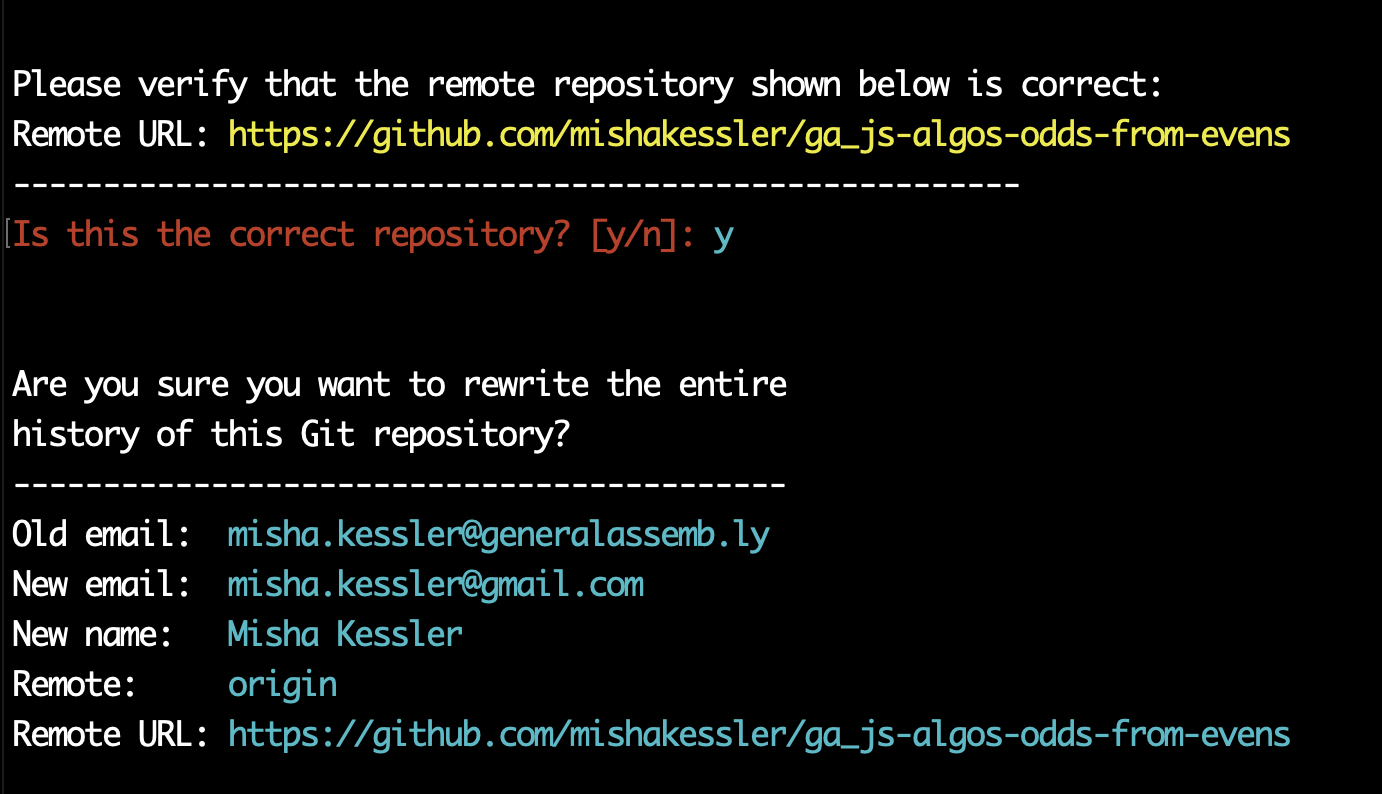 Please verify that the remote repository shown below is correct:
Remote URL: https://github.com/mishakessler/ga_js-algos-odds-from-evens
--------------------------------------------------------
Is this the correct repository? [y/n]: y
Are you sure you want to rewrite the entire
history of this Git repository?
-------------------------------------------
Old email:  misha.kessler@generalassemb.ly
New email:  misha.kessler@gmail.com
New name:   Misha Kessler
Remote:     origin
Remote URL: https://github.com/mishakessler/ga_js-algos-odds-from-evens